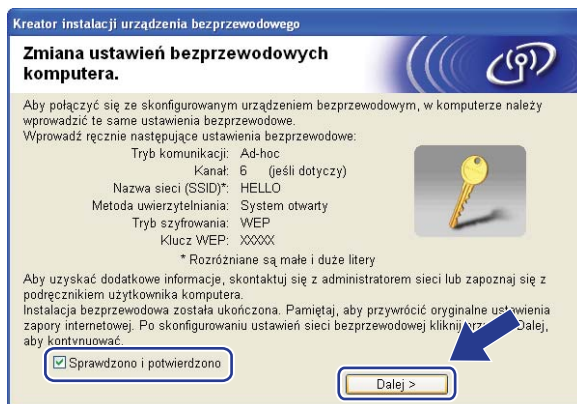 Kreator instalacji urządzenia bezprzewodowego
Zmiana ustawień bezprzewodowych
komputera.
Aby połączyć się ze skonfigurowanym urządzeniem bezprzewodowym, w komputerze należy
wprowadzić te same ustawienia bezprzewodowe.
Wprowadź ręcznie następujące ustawienia bezprzewodowe:
Tryb komunikacji: Ad-hoc
Kanał: 6 (jeśli dotyczy)
Nazwa sieci (SSID)*: HELLO
Metoda uwierzytelniania: System otwarty
Tryb szyfrowania: WEP
Klucz WEP: XXXXX
* Rozróżniane są małe i duże litery
Aby uzyskać dodatkowe informacje, skontaktuj się z administratorem sieci lub zapoznaj się z
podręcznikiem użytkownika komputera.
Instalacja bezprzewodowa została ukończona. Pamiętaj, aby przywrócić oryginalne ustawienia
zapory internetowej. Po skonfigurowaniu ustawień sieci bezprzewodowej kliknij Dalej,
aby kontynuować.
Sprawdzono i potwierdzono
Dalej >